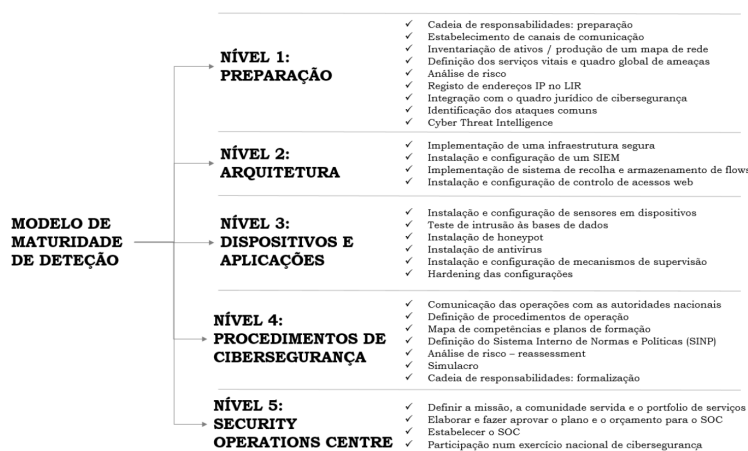 MODELO DE
MATURIDADE
DE DETEÇÃO
NÍVEL 1:
PREPARAÇÃO
Cadeia de responsabilidades: preparação
Estabelecimento de canais de comunicação
Inventariação de ativos / produção de um mapa de rede
Definição dos serviços vitais e quadro global de ameaças
Análise de risco
Registo de endereços IP no LIR
Integração com o quadro jurídico de cibersegurança
Identificação dos ataques comuns
Cyber Threat Intelligence
NÍVEL 2:
ARQUITETURA
Implementação de uma infraestrutura segura
Instalação e configuração de um SIEM
Implementação de sistema de recolha e armazenamento de flows
Instalação e configuração de controlo de acessos web
NÍVEL 3:
DISPOSITIVOS E
APLICAÇÕES
Instalação e configuração de sensores em dispositivos
Teste de intrusão às bases de dados
Instalação de honeypot
Instalação de antivírus
Instalação e configuração de mecanismos de supervisão
Hardening das configurações
NÍVEL 4:
PROCEDIMENTOS DE
CIBERSEGURANÇA
Comunicação das operações com as autoridades nacionais
Definição de procedimentos de operação
Mapa de competências e planos de formação
Definição do Sistema Interno de Normas e Políticas (SINP)
Análise de risco – reassessment
Simulacro
Cadeia de responsabilidades: formalização
NÍVEL 5:
SECURITY
OPERATIONS CENTRE
Definir a missão, a comunidade servida e o portfolio de serviços
Elaborar e fazer aprovar o plano e o orçamento para o SOC
Estabelecer o SOC
Participação num exercício nacional de cibersegurança